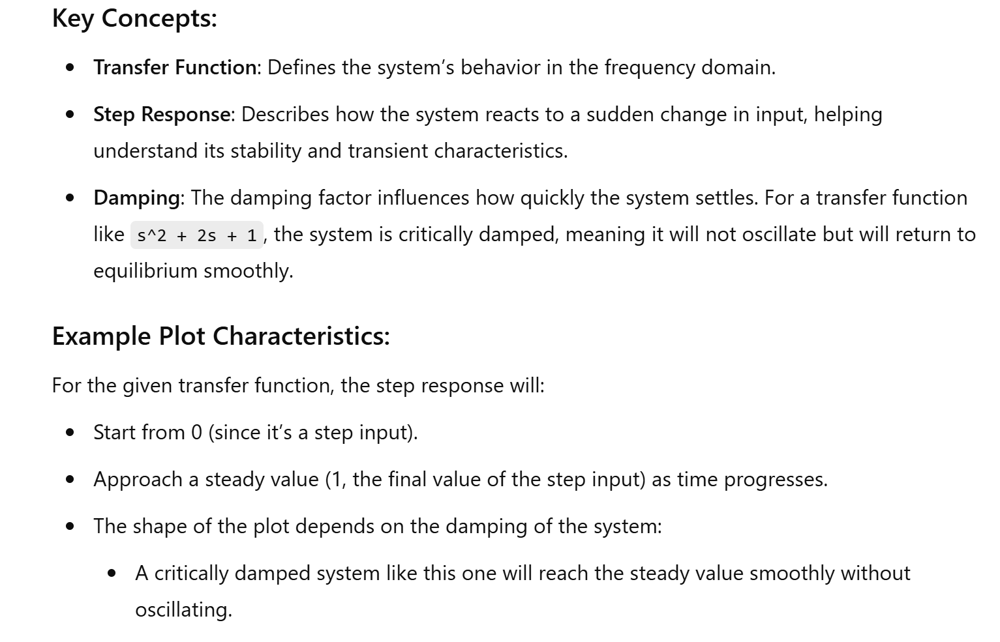 Key Concepts:
• Transfer Function: Defines the system’s behavior in the frequency domain.
• Step Response: Describes how the system reacts to a sudden change in input, helping
understand its stability and transient characteristics.
• Damping: The damping factor influences how quickly the system settles. For a transfer function
like s^2 + 2s + 1, the system is critically damped, meaning it will not oscillate but will return to
equilibrium smoothly.
Example Plot Characteristics:
For the given transfer function, the step response will:
• Start from 0 (since it’s a step input).
• Approach a steady value (1, the final value of the step input) as time progresses.
• The shape of the plot depends on the damping of the system:
• A critically damped system like this one will reach the steady value smoothly without
oscillating.